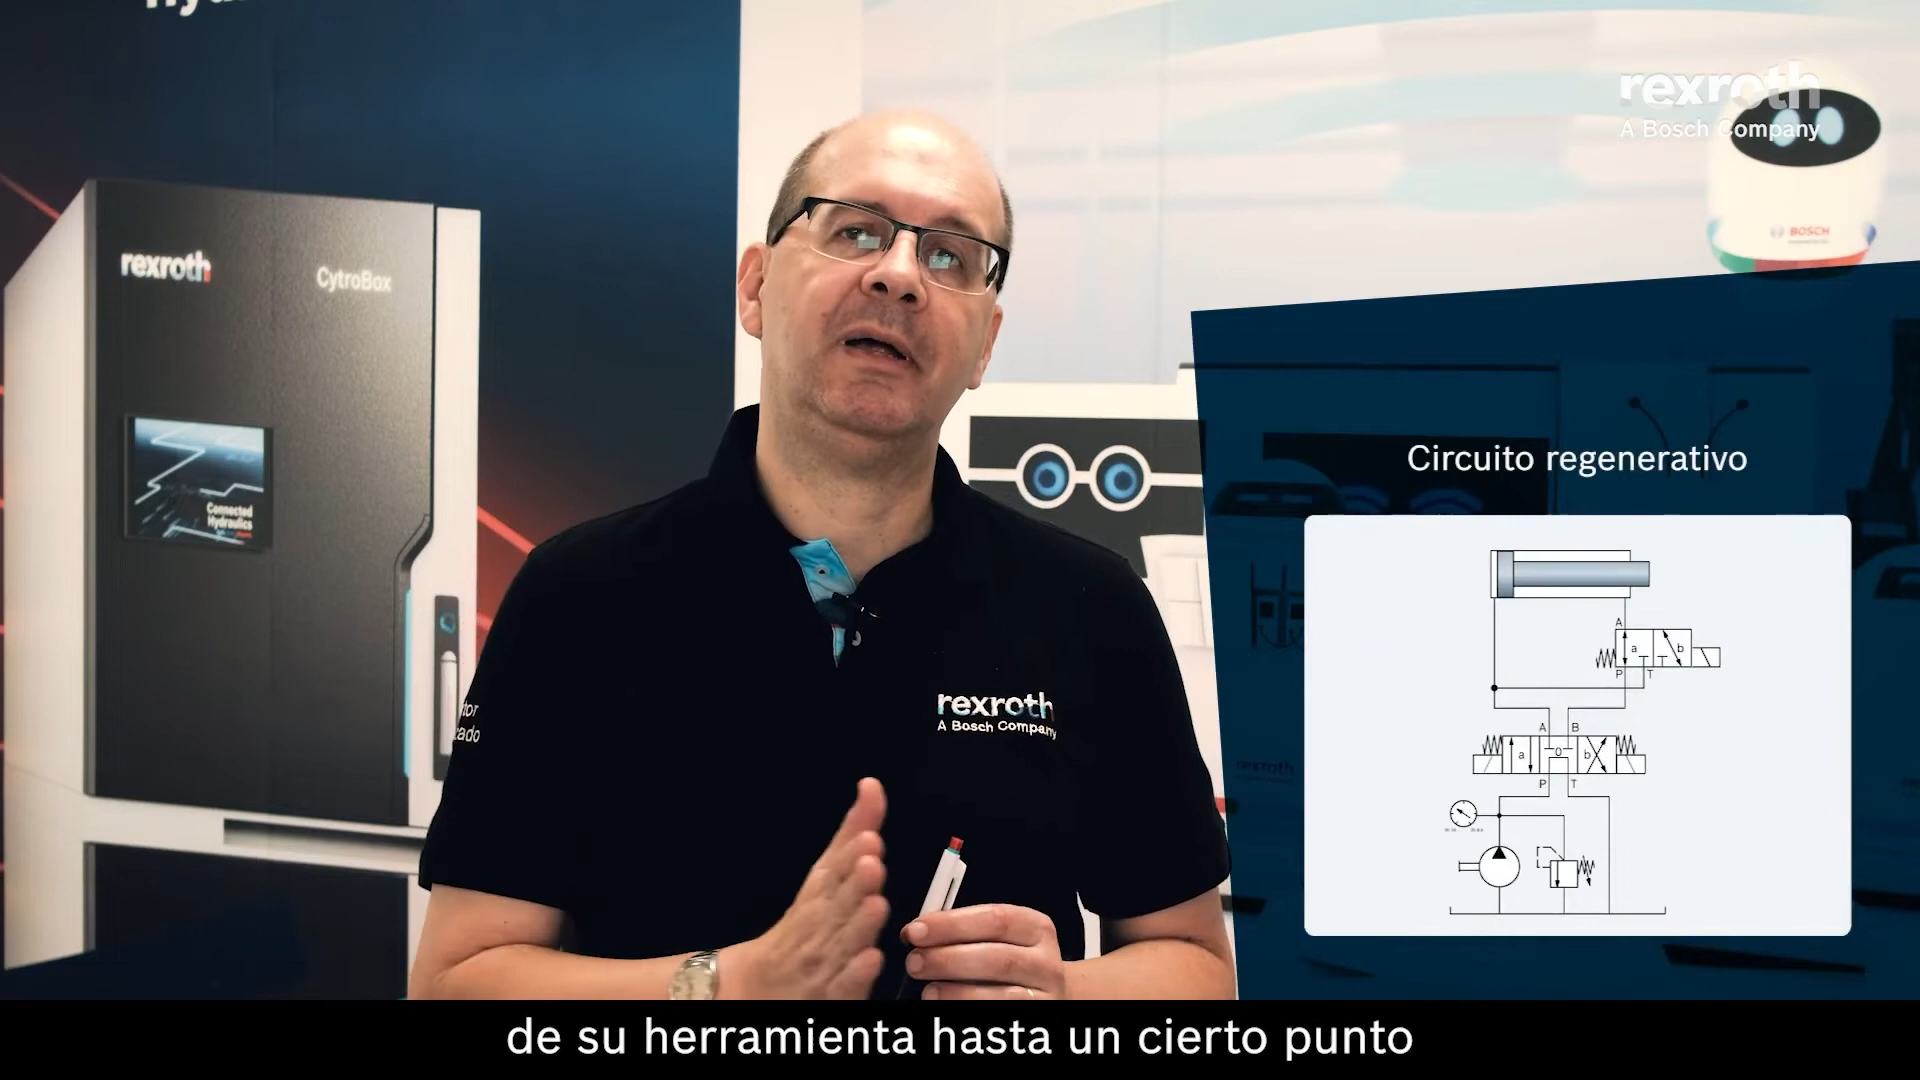 rexroth
A Bosch Company
BOSCH
rexroth
CytroBox
Connected
Hydraulics
Circuito regenerativo
A
a
b
P
T
rexroth
A Bosch Company
A
B
a
0
b
P
T
rexroth
de su herramienta hasta un cierto punto